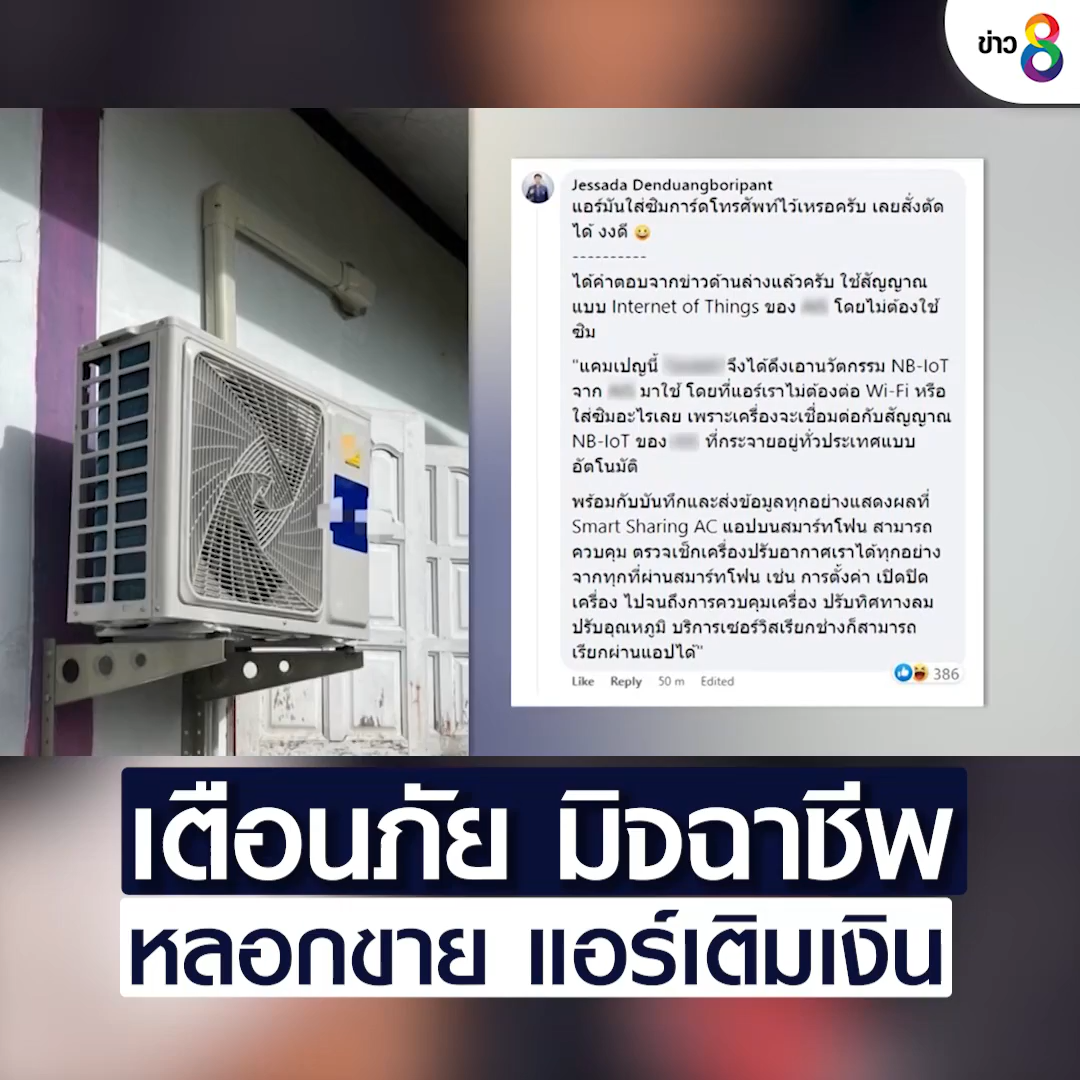 ข่าว 8
Jessada Denduangboripant
แอร์มันใส่ซิมการ์ดโทรศัพท์ไว้เหรอครับ เลยสั่งตัด
ได้ งงดี
----------
ได้คำตอบจากข่าวด้านล่างแล้วครับ ใช้สัญญาณ
แบบ Internet of Things ของ โดยไม่ต้องใช้
ซิม
"แคมเปญนี้ จึงได้ดึงเอานวัตกรรม NB-IoT
จาก มาใช้ โดยที่แอร์เราไม่ต้องต่อ Wi-Fi หรือ
ใส่ซิมอะไรเลย เพราะเครื่องจะเชื่อมต่อกับสัญญาณ
NB-IoT ของ ที่กระจายอยู่ทั่วประเทศแบบ
อัตโนมัติ
พร้อมกับบันทึกและส่งข้อมูลทุกอย่างแสดงผลที่
Smart Sharing AC แอปบนสมาร์ทโฟน สามารถ
ควบคุม ตรวจเช็กเครื่องปรับอากาศเราได้ทุกอย่าง
จากทุกที่ผ่านสมาร์ทโฟน เช่น การตั้งค่า เปิดปิด
เครื่อง ไปจนถึงการควบคุมเครื่อง ปรับทิศทางลม
ปรับอุณหภูมิ บริการเซอร์วิสเรียกช่างก็สามารถ
เรียกผ่านแอปได้"
Like Reply 50 m Edited 386
เตือนภัย มิจฉาชีพ
หลอกขาย แอร์เติมเงิน